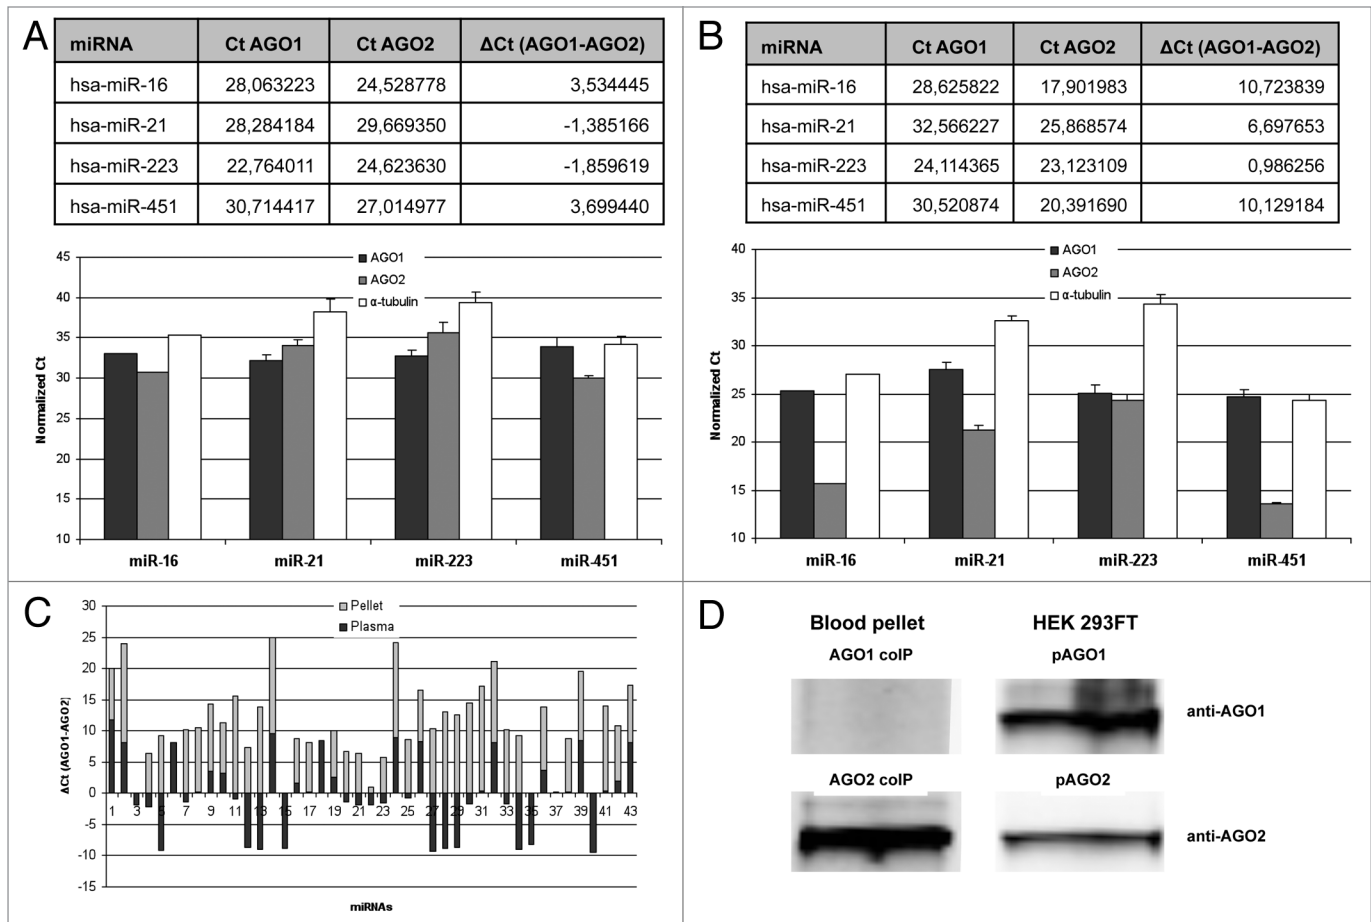 A
miRNA Ct AGO1 Ct AGO2 ΔCt (AGO1-AGO2)
hsa-miR-16 28,063223 24,528778 3,534445
hsa-miR-21 28,284184 29,669350 -1,385166
hsa-miR-223 22,764011 24,623630 -1,859619
hsa-miR-451 30,714417 27,014977 3,699440
45
40
35
30
25
20
15
10
Normalized Ct
AGO1
AGO2
α-tubulin
miR-16 miR-21 miR-223 miR-451
B
miRNA Ct AGO1 Ct AGO2 ΔCt (AGO1-AGO2)
hsa-miR-16 28,625822 17,901983 10,723839
hsa-miR-21 32,566227 25,868574 6,697653
hsa-miR-223 24,114365 23,123109 0,986256
hsa-miR-451 30,520874 20,391690 10,129184
40
35
30
25
20
15
10
Normalized Ct
AGO1
AGO2
α-tubulin
miR-16 miR-21 miR-223 miR-451
C
30
25
20
15
10
5
0
-5
-10
-15
ΔCt (AGO1-AGO2)
Pellet
Plasma
1 3 5 7 9 11 13 15 17 19 21 23 25 27 29 31 33 35 37 39 41 43
miRNAs
D
Blood pellet HEK 293FT
AGO1 coIP pAGO1
anti-AGO1
AGO2 coIP pAGO2
anti-AGO2